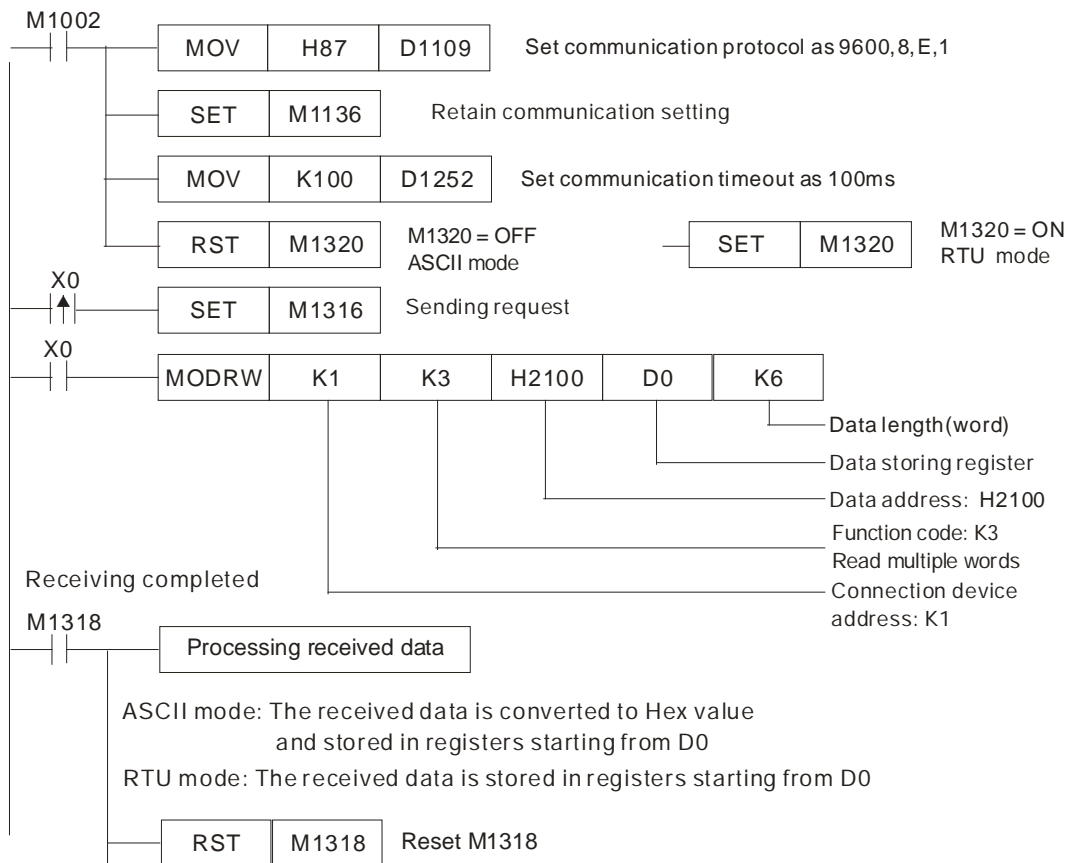 M1002
MOV H87 D1109 Set communication protocol as 9600,8,E,1
SET M1136 Retain communication setting
MOV K100 D1252 Set communication timeout as 100ms
RST M1320 M1320 = OFF
ASCII mode
SET M1320 M1320 = ON
RTU mode
X0
SET M1316 Sending request
X0
MODRW K1 K3 H2100 D0 K6
Data length(word)
Data storing register
Data address: H2100
Function code: K3
Read multiple words
Connection device
address: K1
Receiving completed
M1318
Processing received data
ASCII mode: The received data is converted to Hex value
and stored in registers starting from D0
RTU mode: The received data is stored in registers starting from D0
RST M1318 Reset M1318